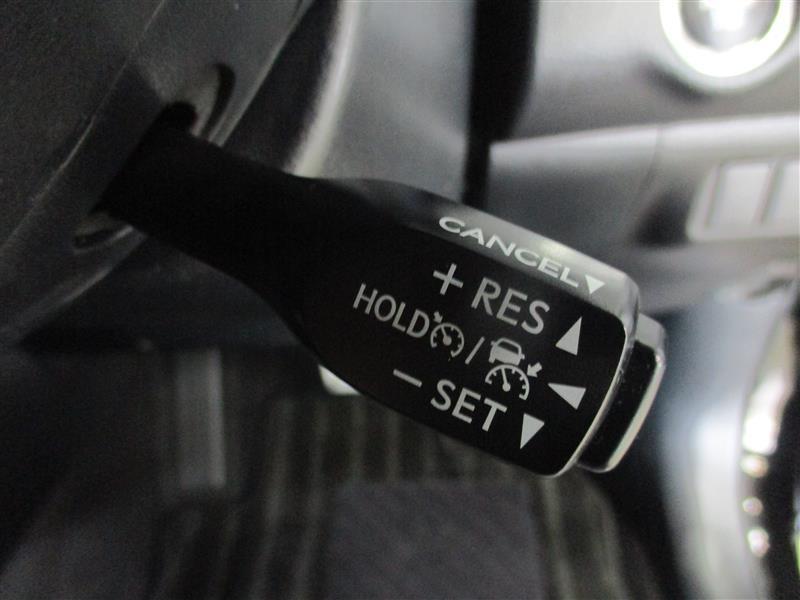 CANCEL▼
+ RES ▲
HOLD / ◀
− SET ▼